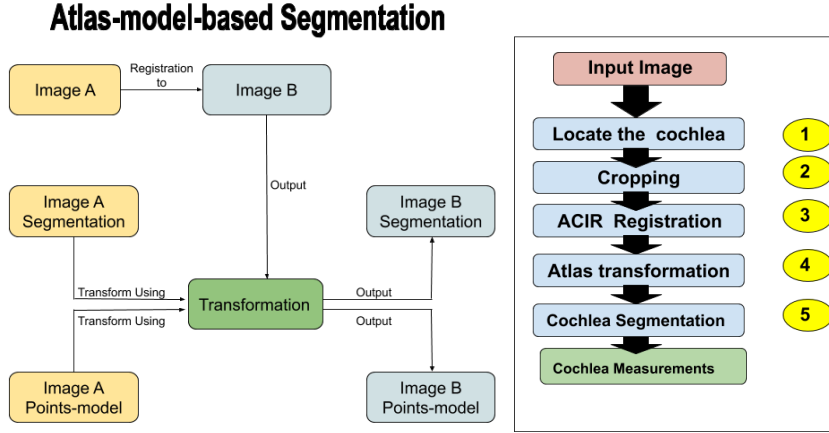 Atlas-model-based Segmentation
Image A
Registration
to
Image B
Output
Image A
Segmentation
Image B
Segmentation
Transform Using
Transformation
Output
Transform Using
Output
Image A
Points-model
Image B
Points-model
Input Image
Locate the cochlea
1
Cropping
2
ACIR Registration
3
Atlas transformation
4
Cochlea Segmentation
5
Cochlea Measurements